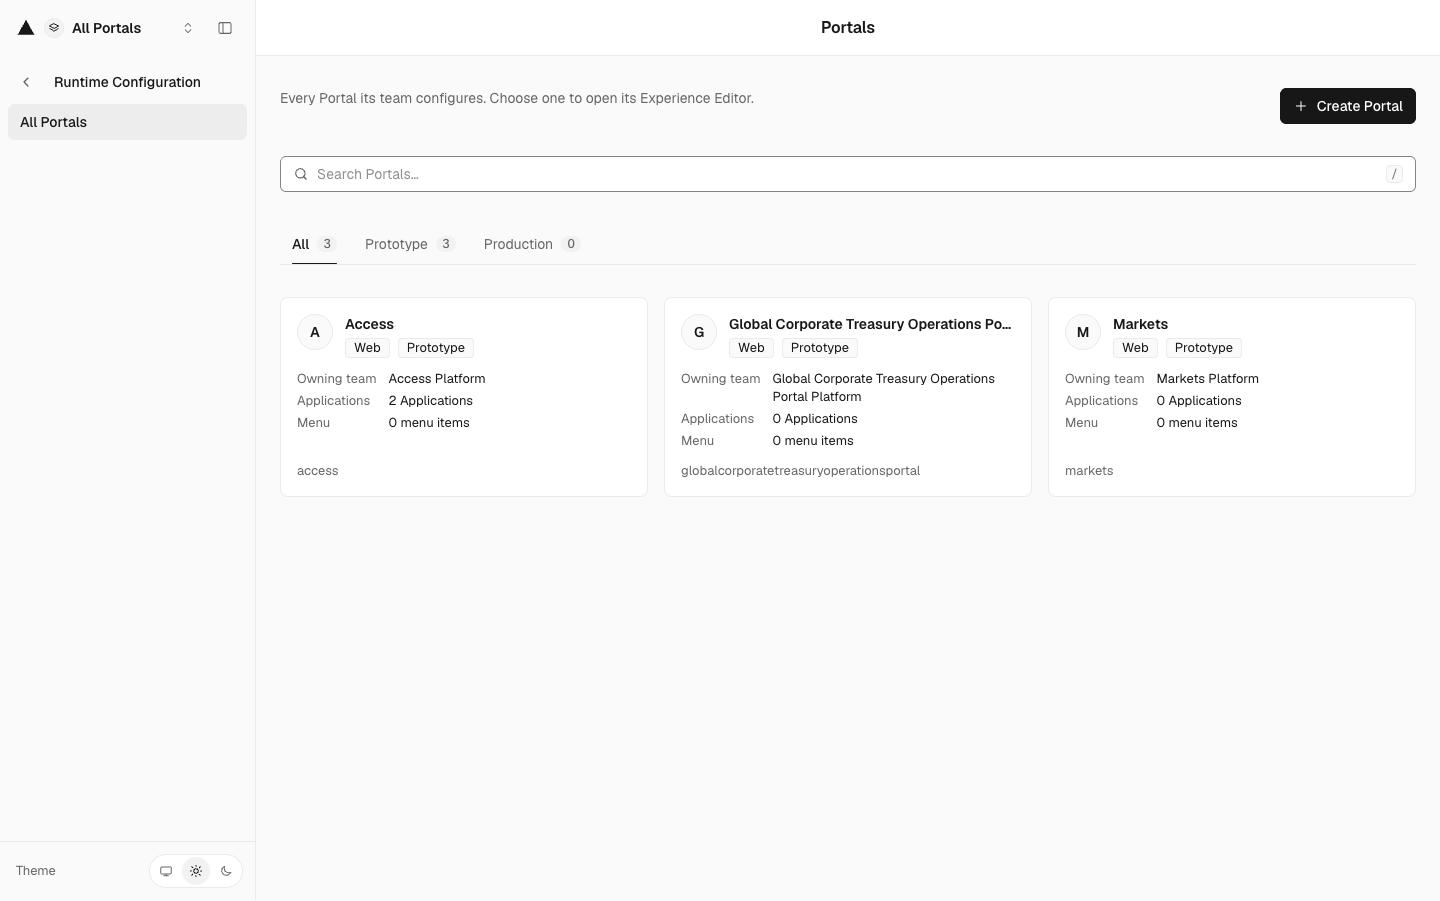 All Portals
Portals
Runtime Configuration
All Portals
Every Portal its team configures. Choose one to open its Experience Editor.
Create Portal
Search Portals…
/
All 3
Prototype 3
Production 0
A
Access
Web
Prototype
Owning team Access Platform
Applications 2 Applications
Menu 0 menu items
access
G
Global Corporate Treasury Operations Po…
Web
Prototype
Owning team Global Corporate Treasury Operations
Portal Platform
Applications 0 Applications
Menu 0 menu items
globalcorporatetreasuryoperationsportal
M
Markets
Web
Prototype
Owning team Markets Platform
Applications 0 Applications
Menu 0 menu items
markets
Theme